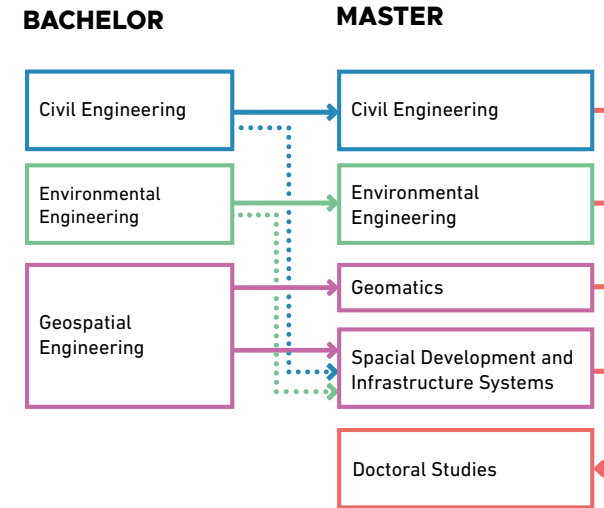 BACHELOR
MASTER
Civil Engineering
Civil Engineering
Environmental
Engineering
Environmental
Engineering
Geospatial
Engineering
Geomatics
Spacial Development and
Infrastructure Systems
Doctoral Studies